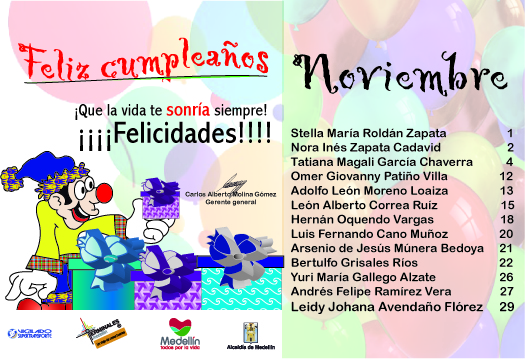 Feliz cumpleaños
¡Que la vida te sonría siempre!
¡¡¡¡Felicidades!!!!
Carlos Alberto Molina Gómez
Gerente general
VIGILADO
SUPERTRANSPORTE
TERMINALES
Medellín
todos por la vida
Alcaldía de Medellín
Noviembre
Stella María Roldán Zapata 1
Nora Inés Zapata Cadavid 2
Tatiana Magali García Chaverra 4
Omer Giovanny Patiño Villa 12
Adolfo León Moreno Loaiza 13
León Alberto Correa Ruíz 15
Hernán Oquendo Vargas 18
Luis Fernando Cano Muñoz 20
Arsenio de Jesús Múnera Bedoya 21
Bertulfo Grisales Ríos 22
Yuri María Gallego Alzate 26
Andrés Felipe Ramírez Vera 27
Leidy Johana Avendaño Flórez 29